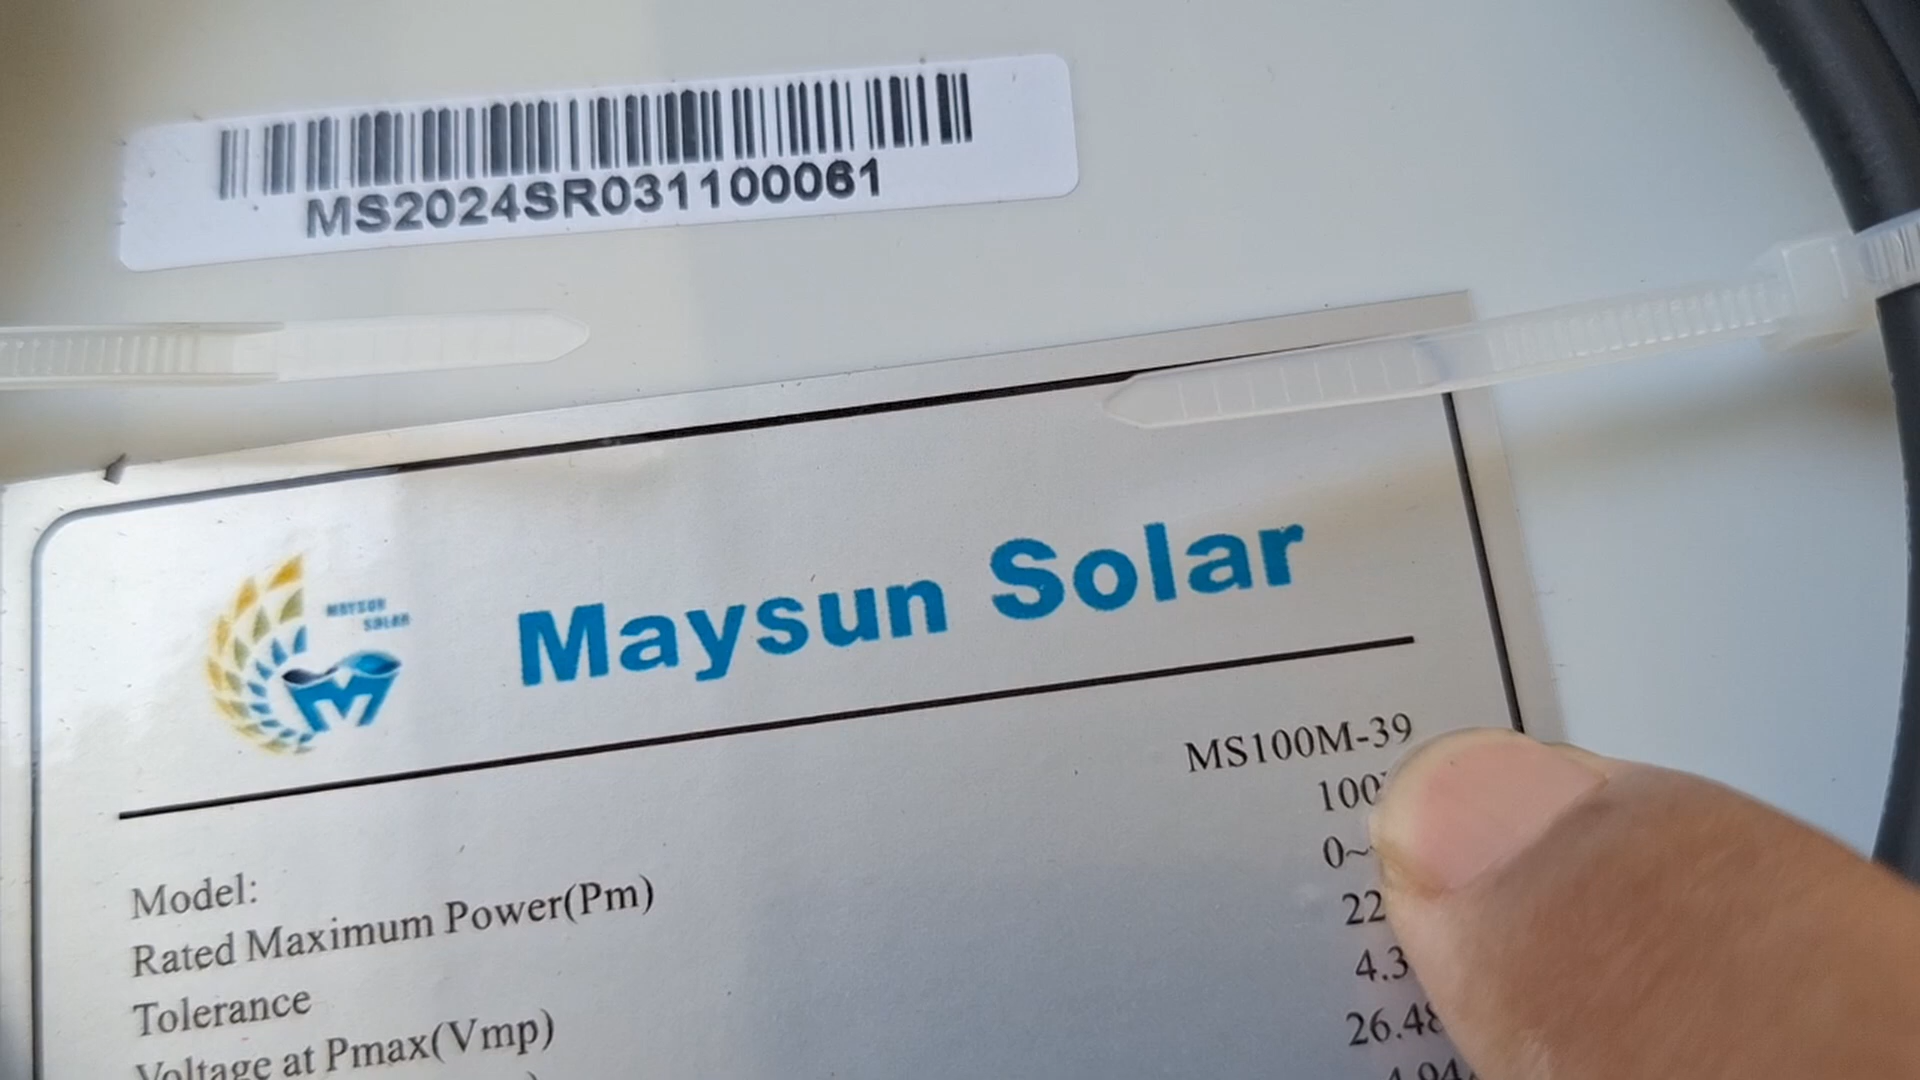 MS2024SR031100061
MAYSUN
SOLAR
Maysun Solar
MS100M-39
Model:
100
Rated Maximum Power(Pm)
0~
Tolerance
22
Voltage at Pmax(Vmp)
4.3
26.48
4.94